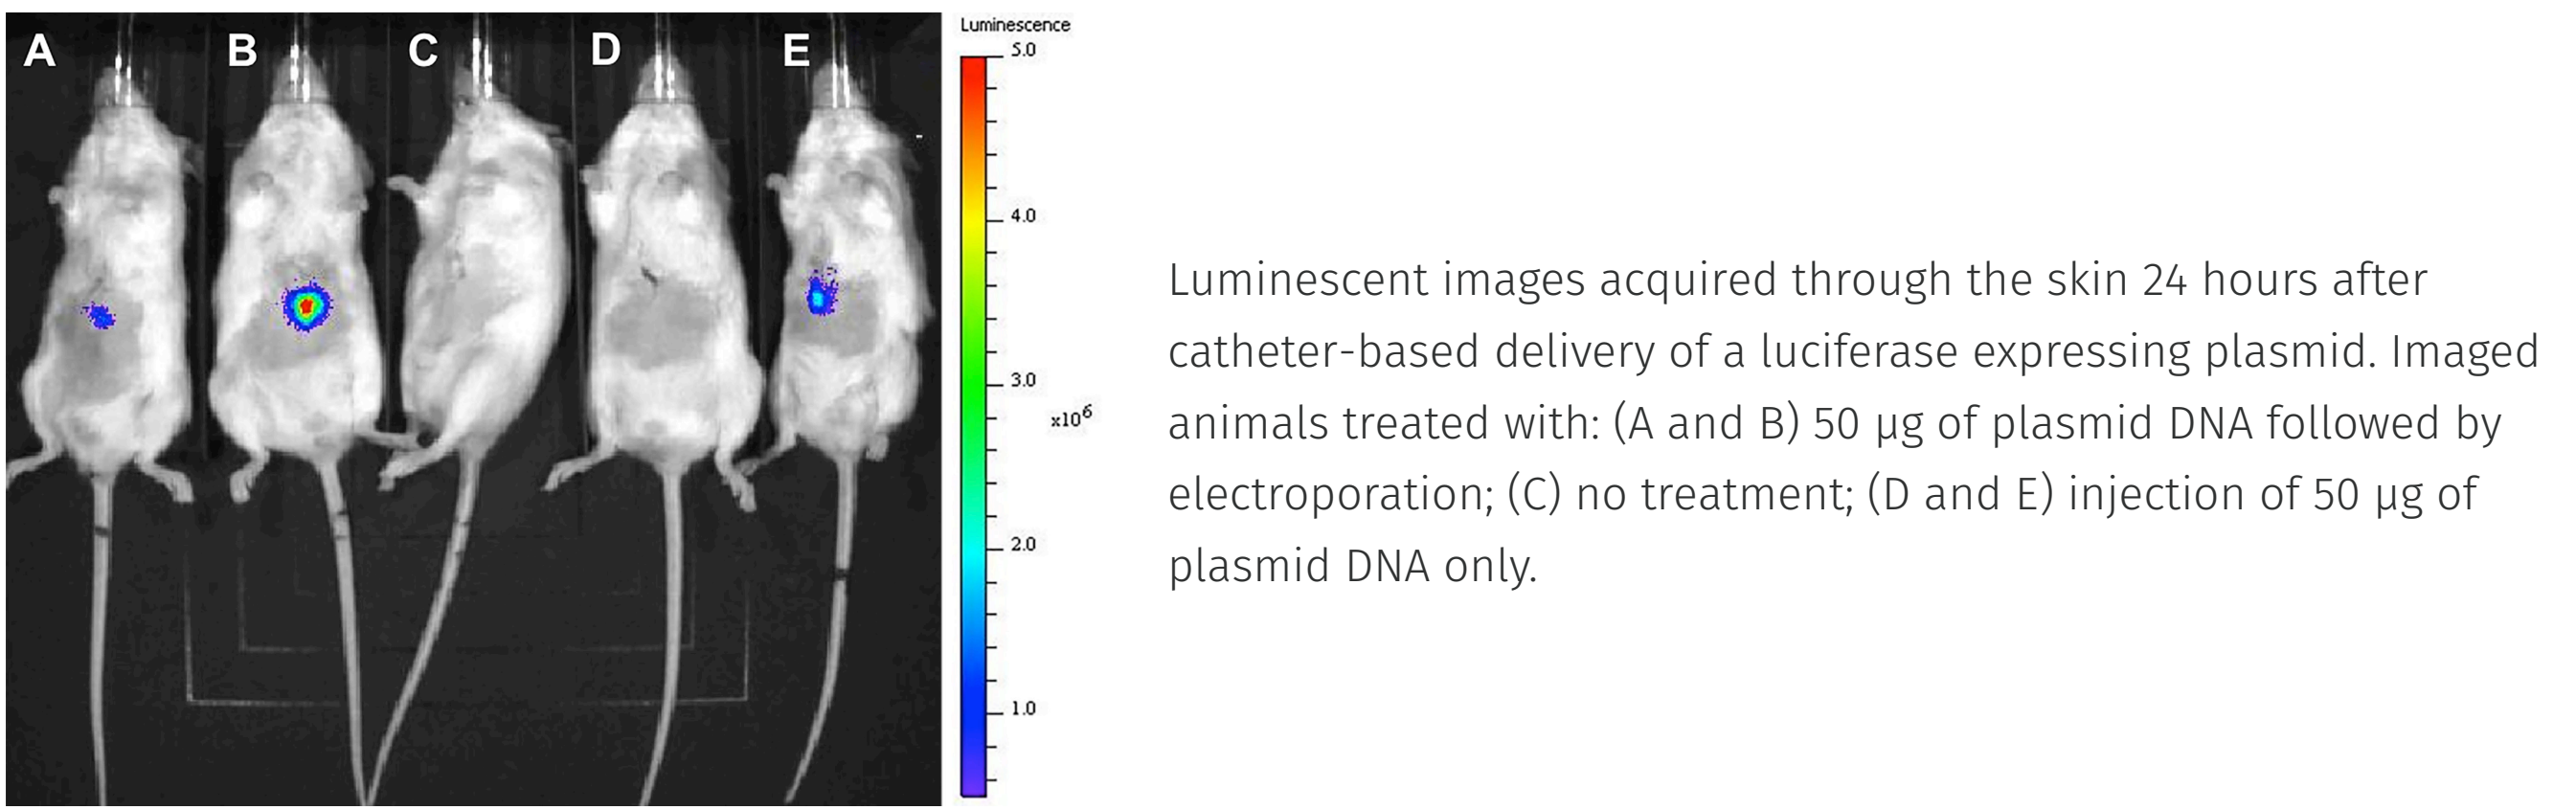 A B C D E
Luminescence
5.0
4.0
3.0
x10⁶
2.0
1.0
Luminescent images acquired through the skin 24 hours after
catheter-based delivery of a luciferase expressing plasmid. Imaged
animals treated with: (A and B) 50 μg of plasmid DNA followed by
electroporation; (C) no treatment; (D and E) injection of 50 μg of
plasmid DNA only.